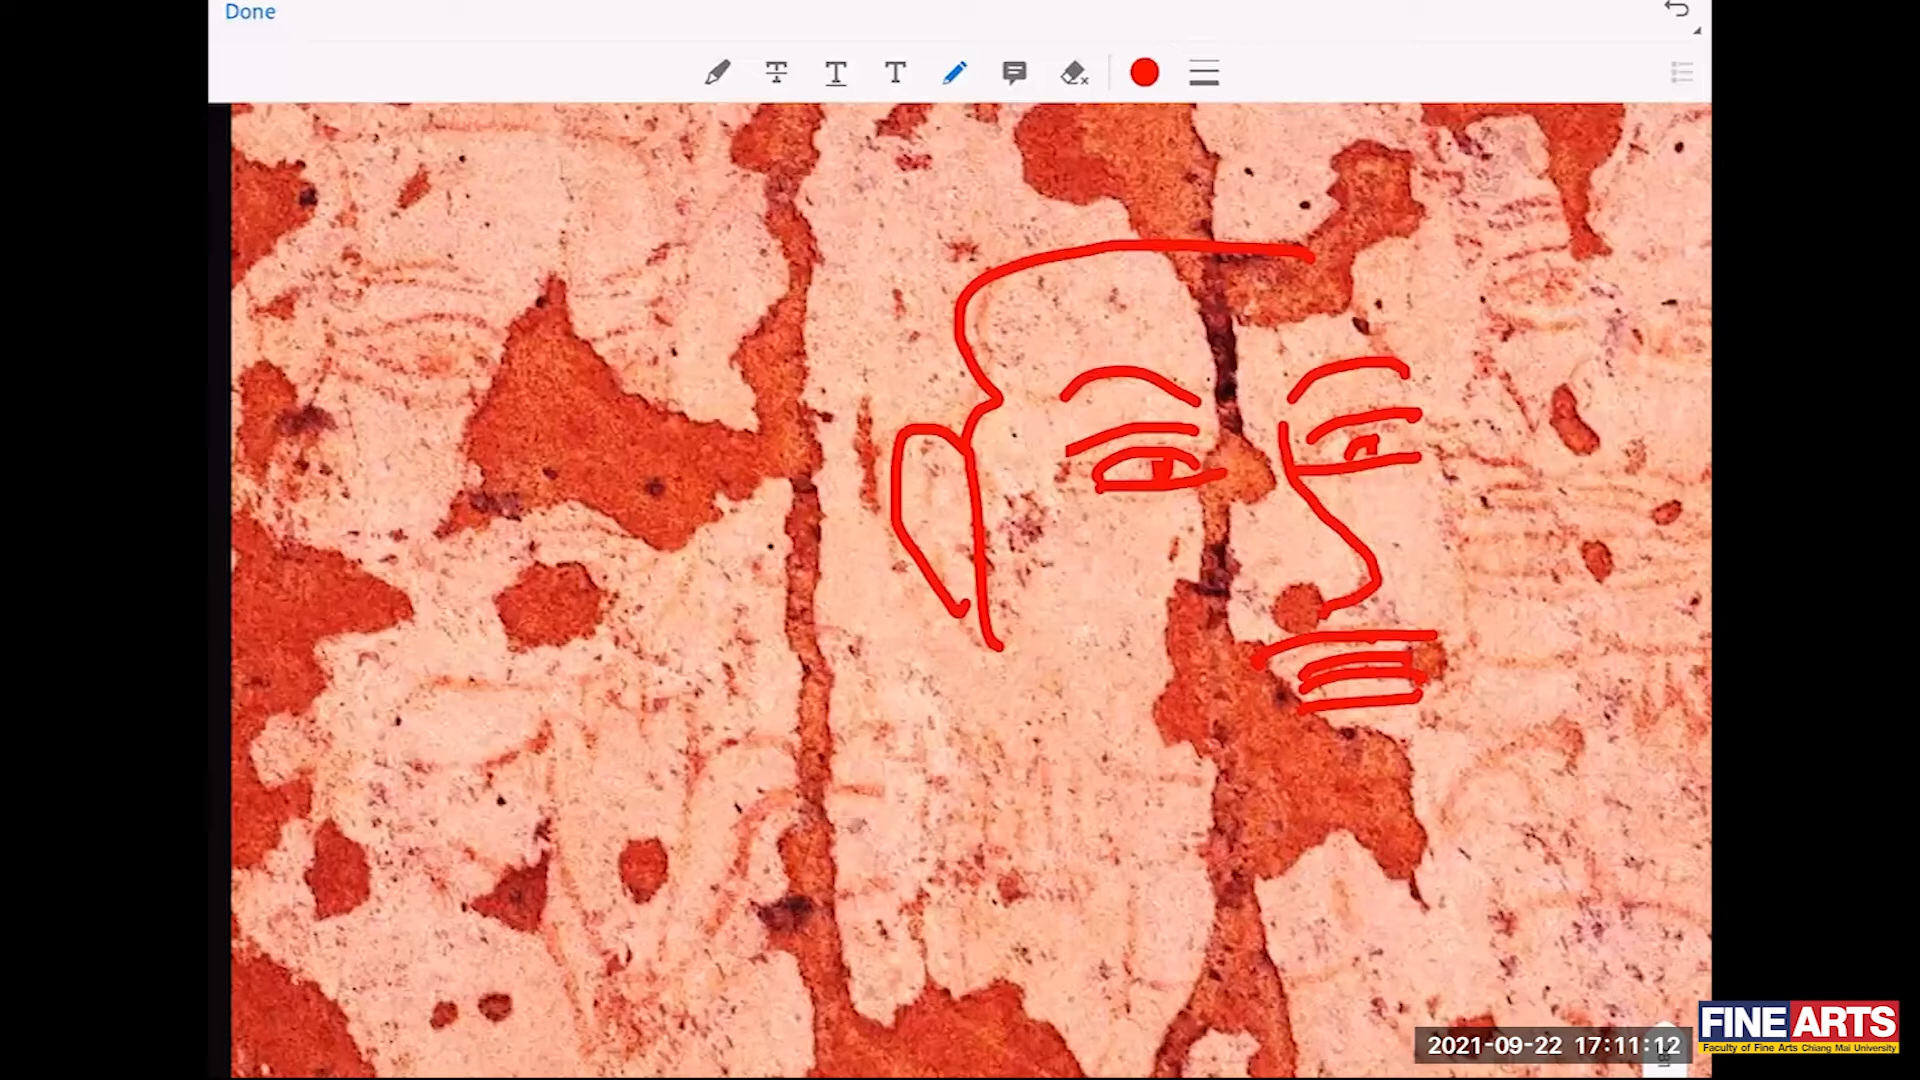 Done
2021-09-22 17:11:12
FINE ARTS
Faculty of Fine Arts Chiang Mai University